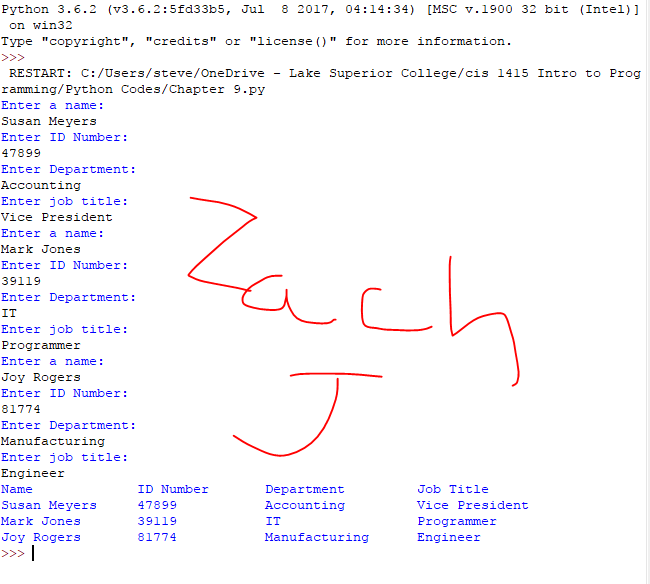 Python 3.6.2 (v3.6.2:5fd33b5, Jul  8 2017, 04:14:34) [MSC v.1900 32 bit (Intel)]
 on win32
Type "copyright", "credits" or "license()" for more information.
>>>
 RESTART: C:/Users/steve/OneDrive - Lake Superior College/cis 1415 Intro to Prog
ramming/Python Codes/Chapter 9.py
Enter a name:
Susan Meyers
Enter ID Number:
47899
Enter Department:
Accounting
Enter job title:
Vice President
Enter a name:
Mark Jones
Enter ID Number:
39119
Enter Department:
IT
Enter job title:
Programmer
Enter a name:
Joy Rogers
Enter ID Number:
81774
Enter Department:
Manufacturing
Enter job title:
Engineer
Name             ID Number       Department         Job Title
Susan Meyers     47899           Accounting         Vice President
Mark Jones       39119           IT                 Programmer
Joy Rogers       81774           Manufacturing      Engineer
>>>
Zach
J